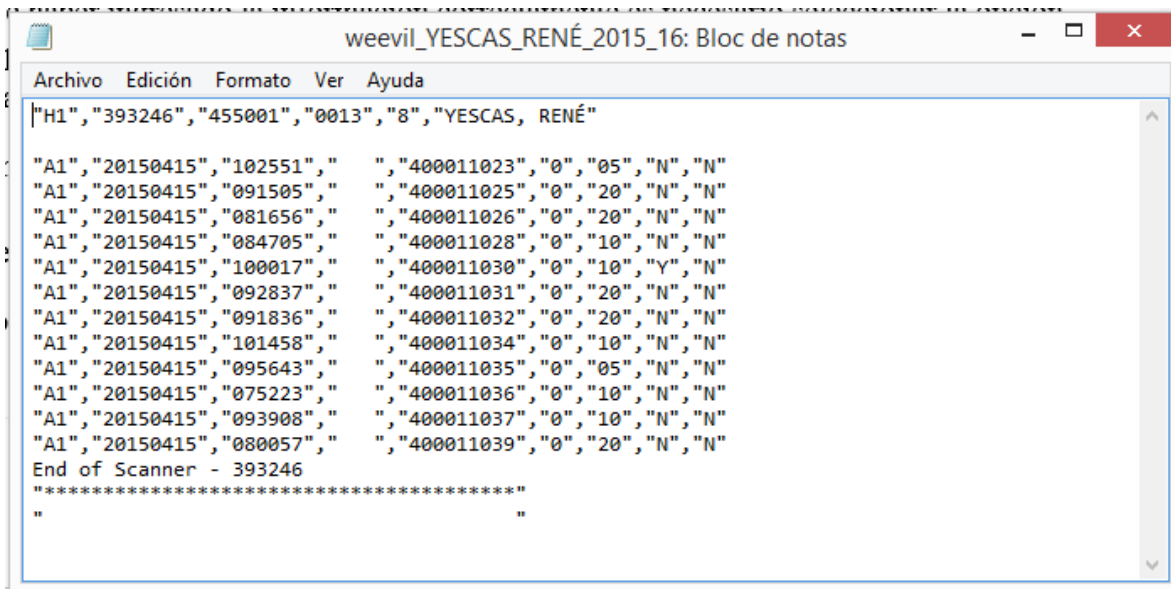 weevil_YESCAS_RENÉ_2015_16: Bloc de notas
Archivo Edición Formato Ver Ayuda
"H1","393246","455001","0013","8","YESCAS, RENÉ"
"A1","20150415","102551","   ","400011023","0","05","N","N"
"A1","20150415","091505","   ","400011025","0","20","N","N"
"A1","20150415","081656","   ","400011026","0","20","N","N"
"A1","20150415","084705","   ","400011028","0","10","N","N"
"A1","20150415","100017","   ","400011030","0","10","Y","N"
"A1","20150415","092837","   ","400011031","0","20","N","N"
"A1","20150415","091836","   ","400011032","0","20","N","N"
"A1","20150415","101458","   ","400011034","0","10","N","N"
"A1","20150415","095643","   ","400011035","0","05","N","N"
"A1","20150415","075223","   ","400011036","0","10","N","N"
"A1","20150415","093908","   ","400011037","0","10","N","N"
"A1","20150415","080057","   ","400011039","0","20","N","N"
End of Scanner - 393246
"****************************************"
"                                        "